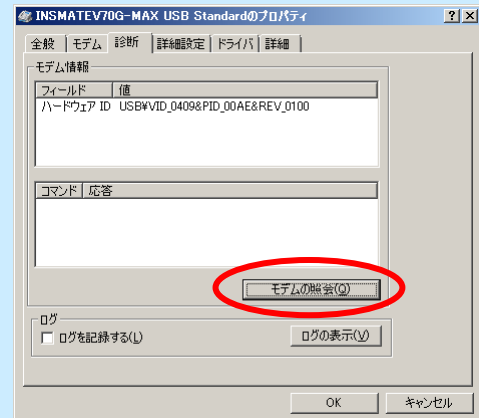 INSMATEV70G-MAX USB Standardのプロパティ
全般 モデム 診断 詳細設定 ドライバ 詳細
モデム情報
フィールド 値
ハードウェア ID USB¥VID_0409&PID_00AE&REV_0100
コマンド 応答
モデムの照会(Q)
ログ
ログを記録する(L) ログの表示(V)
OK キャンセル